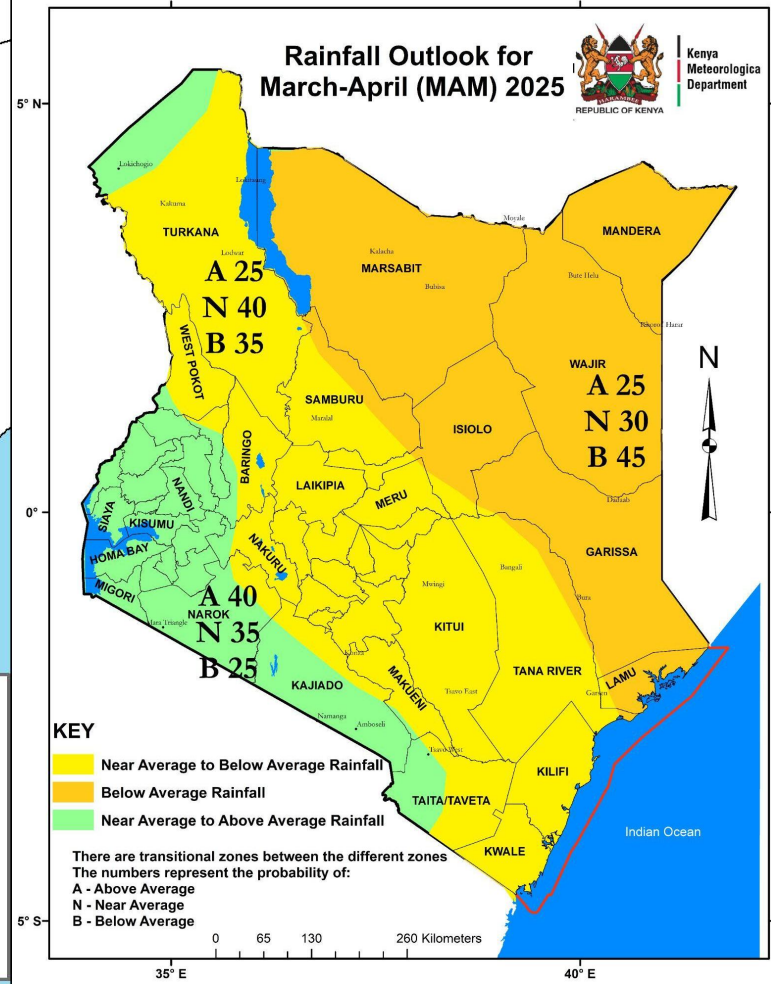 Rainfall Outlook for
March-April (MAM) 2025
REPUBLIC OF KENYA
Kenya
Meteorologica
Department
5° N
Lokichogio
Kakuma
TURKANA
Lodwar
A 25
N 40
B 35
WEST POKOT
Moyale
MANDERA
Kalacha
MARSABIT
Bubisa
Bute Helu
Khorof Harar
WAJIR
A 25
N 30
B 45
N
SAMBURU
Maralal
ISIOLO
BARINGO
LAIKIPIA
MERU
Dadaab
0°
NANDI
SIAYA
KISUMU
HOMA BAY
MIGORI
NAKURU
GARISSA
Bangali
Mwingi
Bura
A 40
NAROK
Mara Triangle
N 35
B 25
KITUI
Konza
KAJIADO
MAKUENI
TANA RIVER
LAMU
Tsavo East
Garsen
Namanga
Amboseli
Tsavo West
KILIFI
TAITA/TAVETA
KWALE
Indian Ocean
KEY
Near Average to Below Average Rainfall
Below Average Rainfall
Near Average to Above Average Rainfall
There are transitional zones between the different zones
The numbers represent the probability of:
A - Above Average
N - Near Average
B - Below Average
5° S
0 65 130 260 Kilometers
35° E
40° E